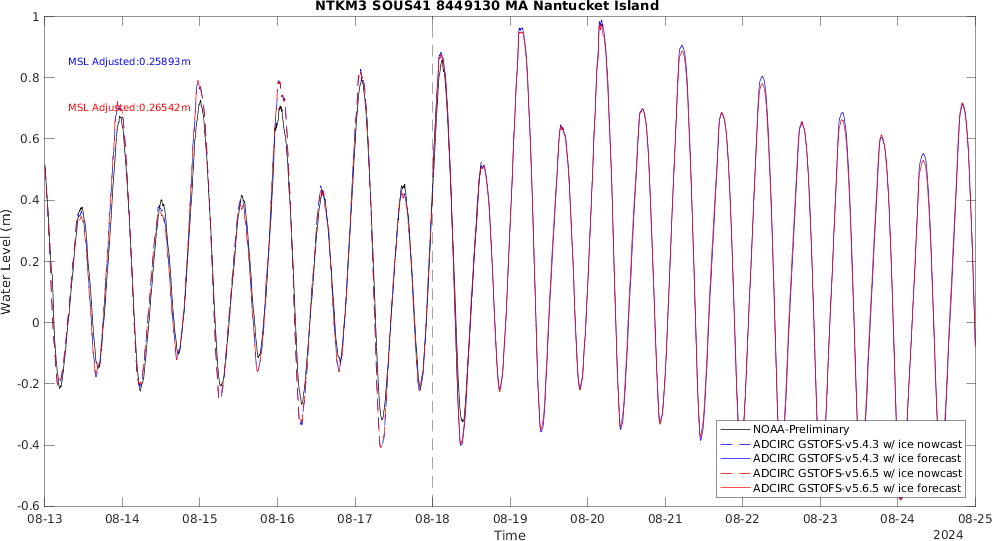 NTKM3 SOUS41 8449130 MA Nantucket Island
1
0.8
0.6
0.4
0.2
0
-0.2
-0.4
-0.6
Water Level (m)
MSL Adjusted:0.25893m
MSL Adjusted:0.26542m
NOAA-Preliminary
ADCIRC GSTOFS-v5.4.3 w/ ice nowcast
ADCIRC GSTOFS-v5.4.3 w/ ice forecast
ADCIRC GSTOFS-v5.6.5 w/ ice nowcast
ADCIRC GSTOFS-v5.6.5 w/ ice forecast
08-13 08-14 08-15 08-16 08-17 08-18 08-19 08-20 08-21 08-22 08-23 08-24 08-25
Time
2024